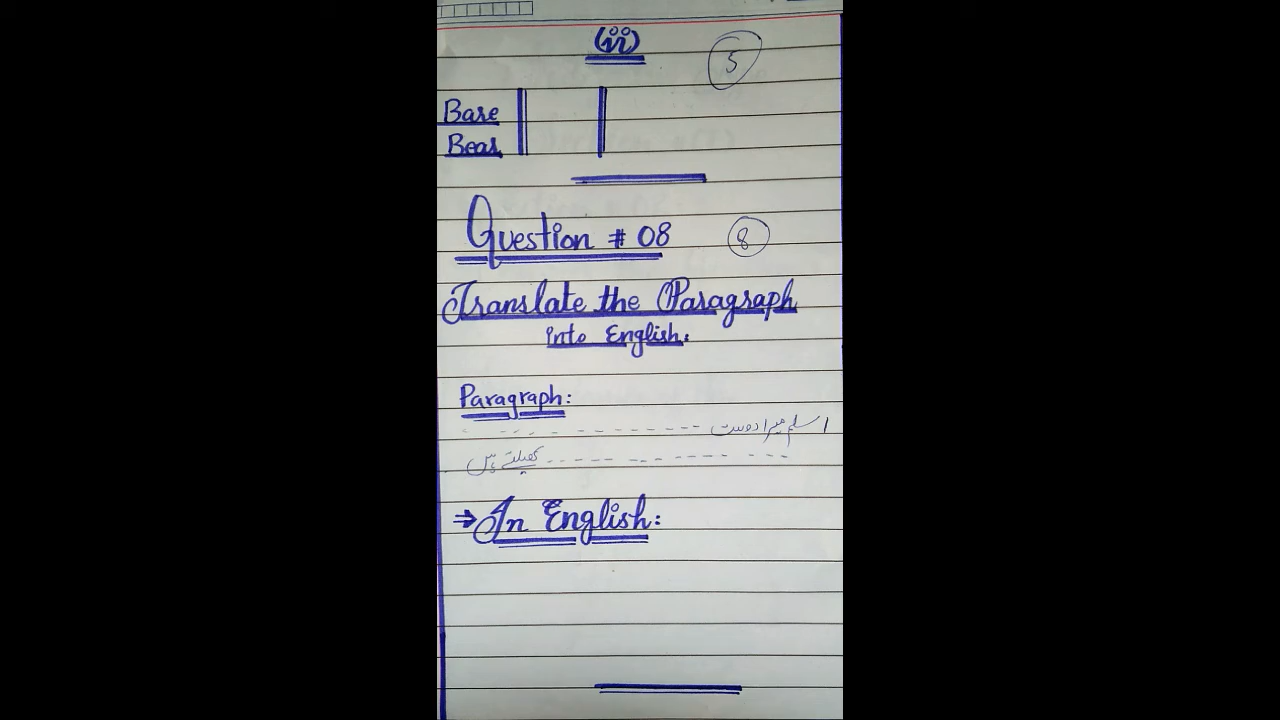 (ii)
5
Bare
Bear
Question # 08
8
Translate the Paragraph
into English:
Paragraph:
اسلم میرا دوست - - - - - - - - - - -
- - - - - - - - - - - کھیلتے ہیں
⇒ In English: